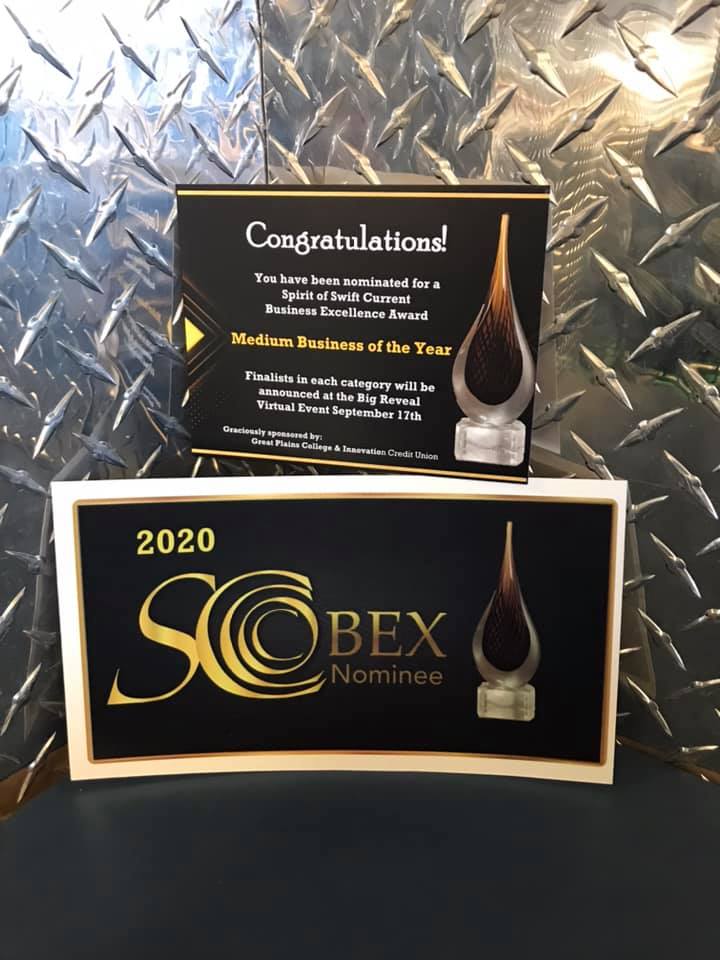 Congratulations!
You have been nominated for a
Spirit of Swift Current
Business Excellence Award
Medium Business of the Year
Finalists in each category will be
announced at the Big Reveal
Virtual Event September 17th
Graciously sponsored by:
Great Plains College & Innovation Credit Union
2020
SCCC BEX
Nominee